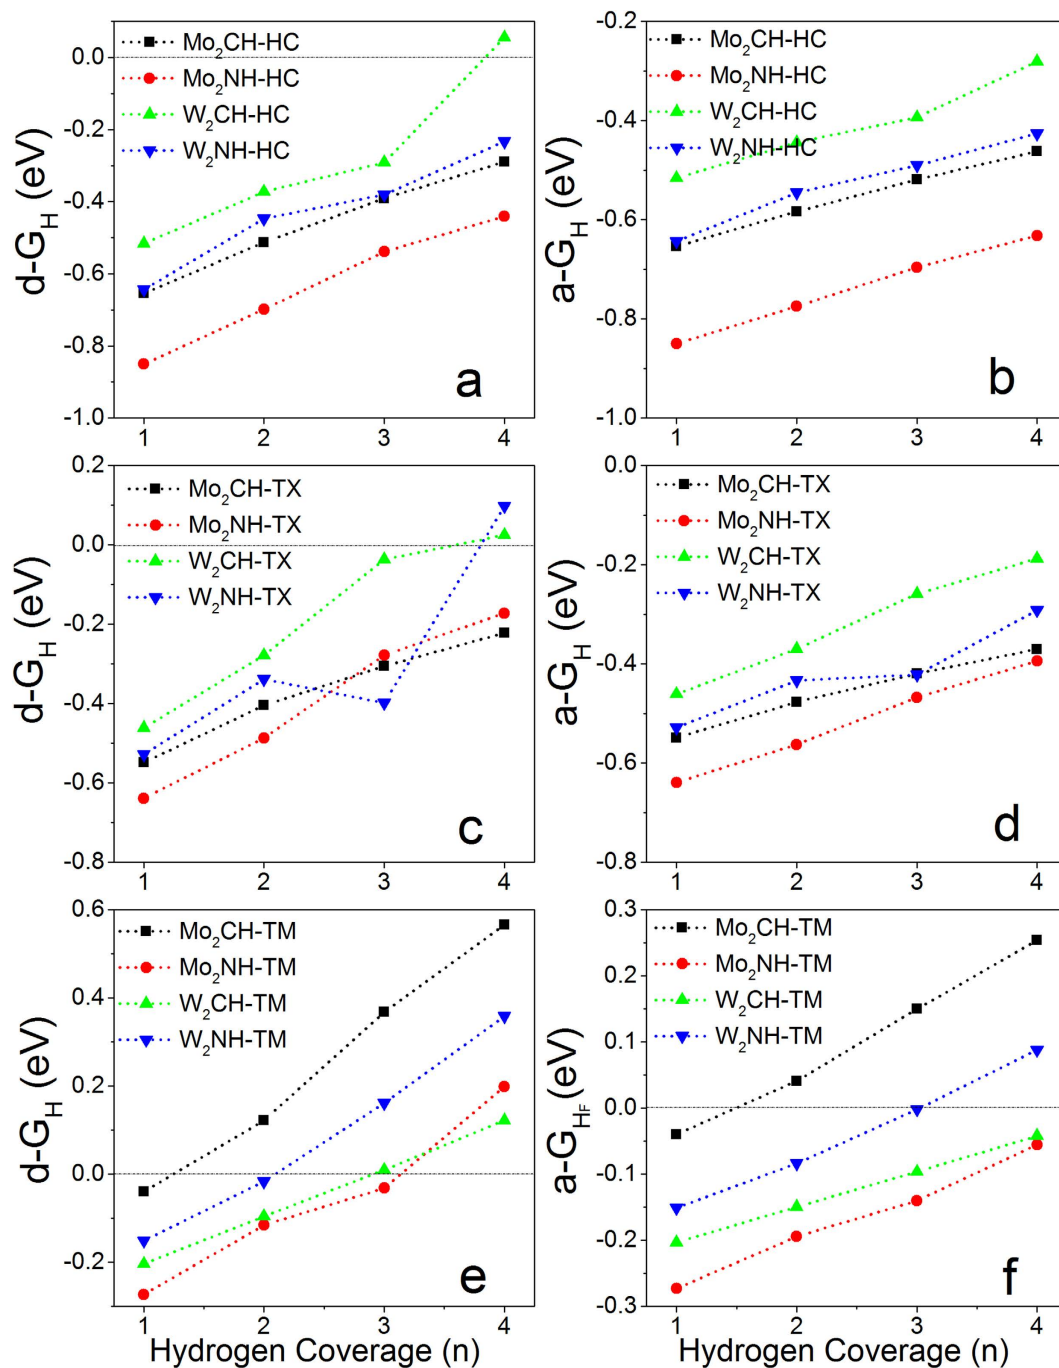 d-G_H (eV)
0.0
-0.2
-0.4
-0.6
-0.8
-1.0
Mo₂CH-HC
Mo₂NH-HC
W₂CH-HC
W₂NH-HC
a
1 2 3 4
a-G_H (eV)
-0.2
-0.4
-0.6
-0.8
-1.0
Mo₂CH-HC
Mo₂NH-HC
W₂CH-HC
W₂NH-HC
b
1 2 3 4
d-G_H (eV)
0.2
0.0
-0.2
-0.4
-0.6
-0.8
Mo₂CH-TX
Mo₂NH-TX
W₂CH-TX
W₂NH-TX
c
1 2 3 4
a-G_H (eV)
0.0
-0.2
-0.4
-0.6
-0.8
Mo₂CH-TX
Mo₂NH-TX
W₂CH-TX
W₂NH-TX
d
1 2 3 4
d-G_H (eV)
0.6
0.4
0.2
0.0
-0.2
Mo₂CH-TM
Mo₂NH-TM
W₂CH-TM
W₂NH-TM
e
1 2 3 4
Hydrogen Coverage (n)
a-G_HF (eV)
0.3
0.2
0.1
0.0
-0.1
-0.2
-0.3
Mo₂CH-TM
Mo₂NH-TM
W₂CH-TM
W₂NH-TM
f
1 2 3 4
Hydrogen Coverage (n)